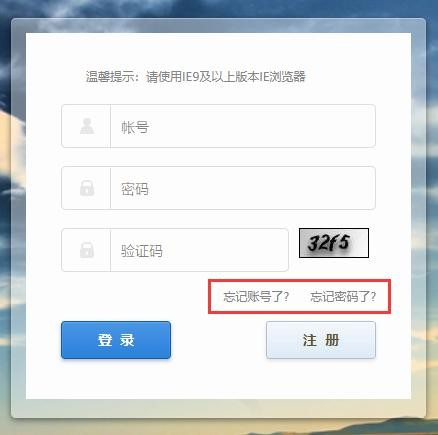 温馨提示：请使用IE9及以上版本IE浏览器
帐号
密码
验证码 32f5
忘记账号了? 忘记密码了?
登 录 注 册